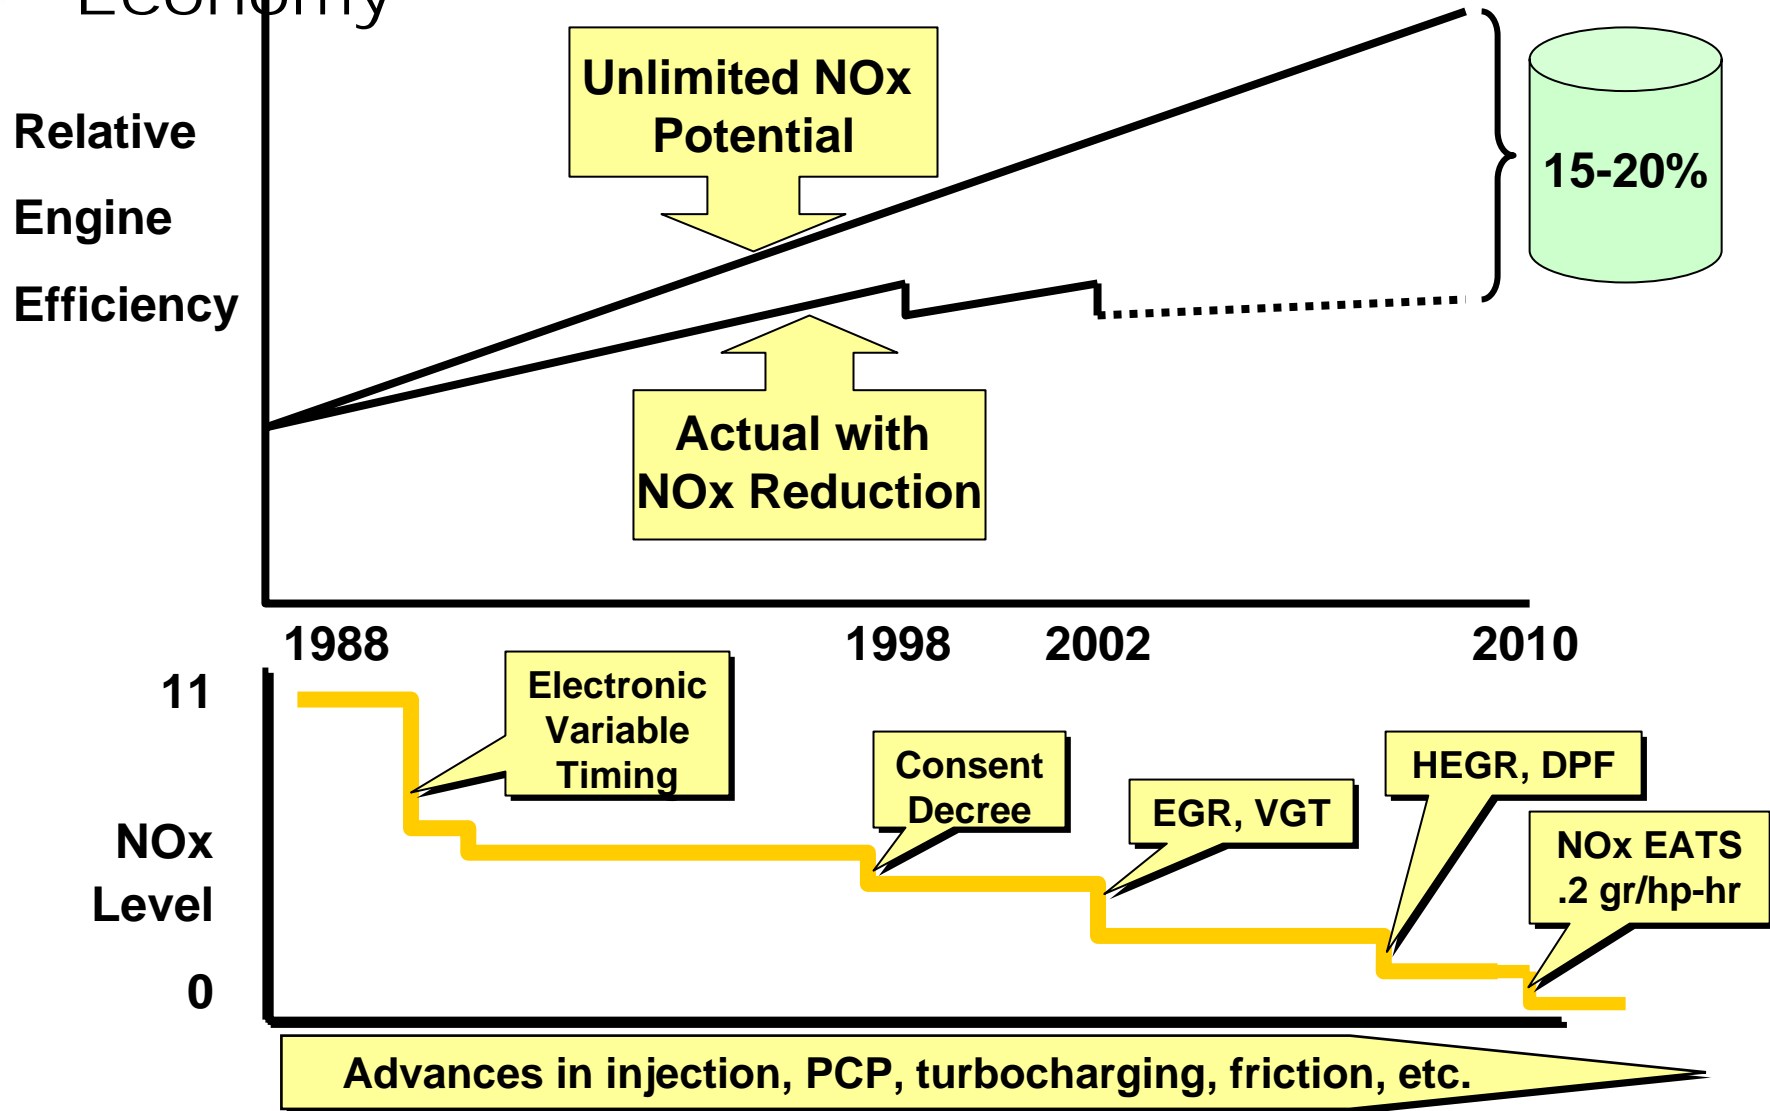 Economy
Relative
Engine
Efficiency
Unlimited NOx
Potential
15-20%
Actual with
NOx Reduction
1988
1998
2002
2010
11
NOx
Level
0
Electronic
Variable
Timing
Consent
Decree
EGR, VGT
HEGR, DPF
NOx EATS
.2 gr/hp-hr
Advances in injection, PCP, turbocharging, friction, etc.